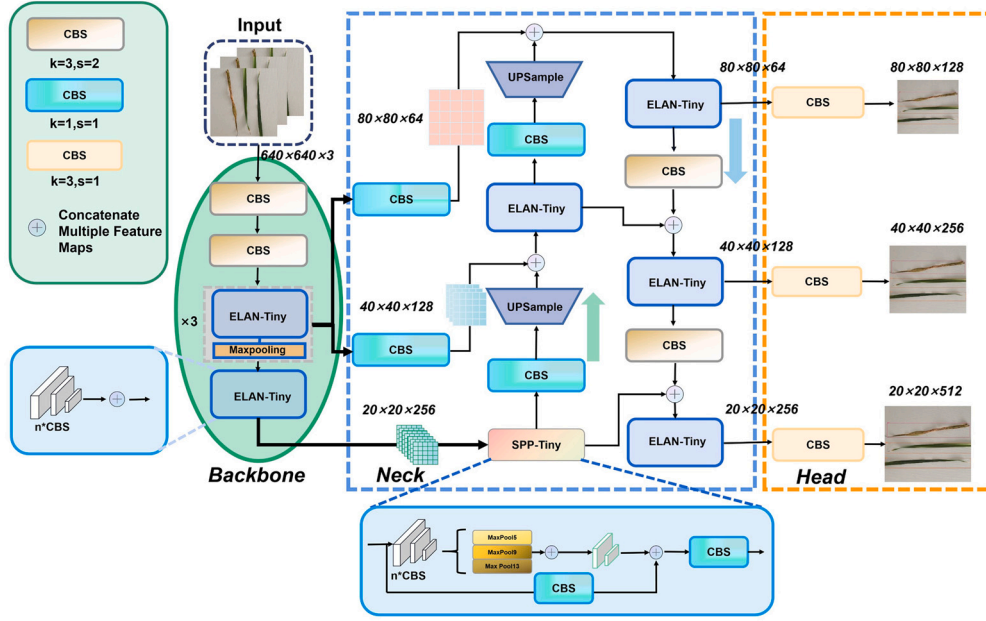 CBS
k=3,s=2
CBS
k=1,s=1
CBS
k=3,s=1
Concatenate
Multiple Feature
Maps
Input
640×640×3
CBS
CBS
×3
ELAN-Tiny
Maxpooling
ELAN-Tiny
Backbone
n*CBS
80×80×64
CBS
40×40×128
CBS
20×20×256
Neck
UPSample
CBS
ELAN-Tiny
UPSample
CBS
SPP-Tiny
ELAN-Tiny
CBS
ELAN-Tiny
CBS
ELAN-Tiny
80×80×64
40×40×128
20×20×256
CBS
80×80×128
CBS
40×40×256
CBS
20×20×512
Head
n*CBS
MaxPool5
MaxPool9
Max Pool13
CBS
CBS